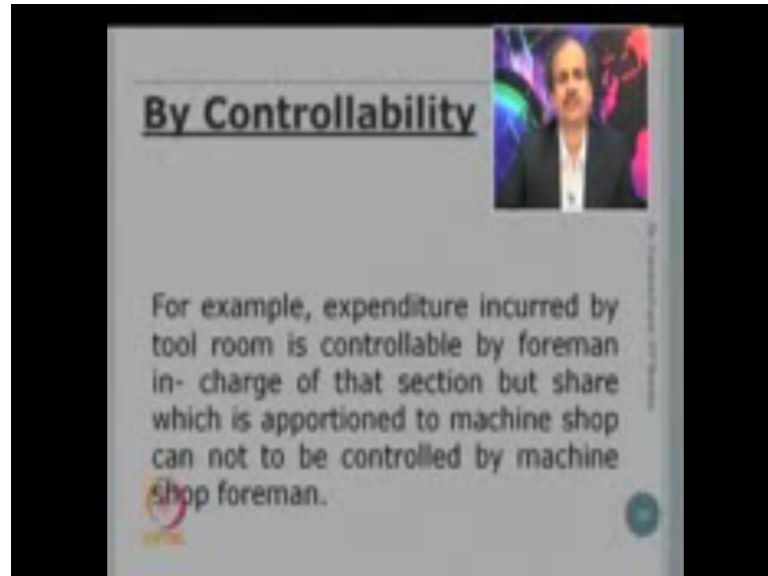 By Controllability
For example, expenditure incurred by
tool room is controllable by foreman
in- charge of that section but share
which is apportioned to machine shop
can not to be controlled by machine
shop foreman.